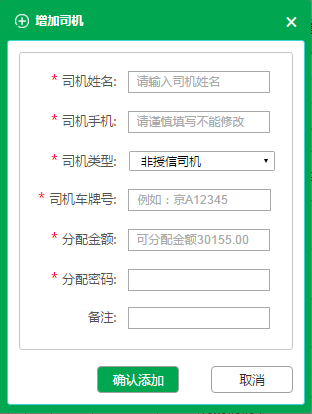 增加司机 ×
* 司机姓名: 请输入司机姓名
* 司机手机: 请谨慎填写不能修改
* 司机类型: 非授信司机
* 司机车牌号: 例如：京A12345
* 分配金额: 可分配金额30155.00
* 分配密码:
备注:
确认添加 取消